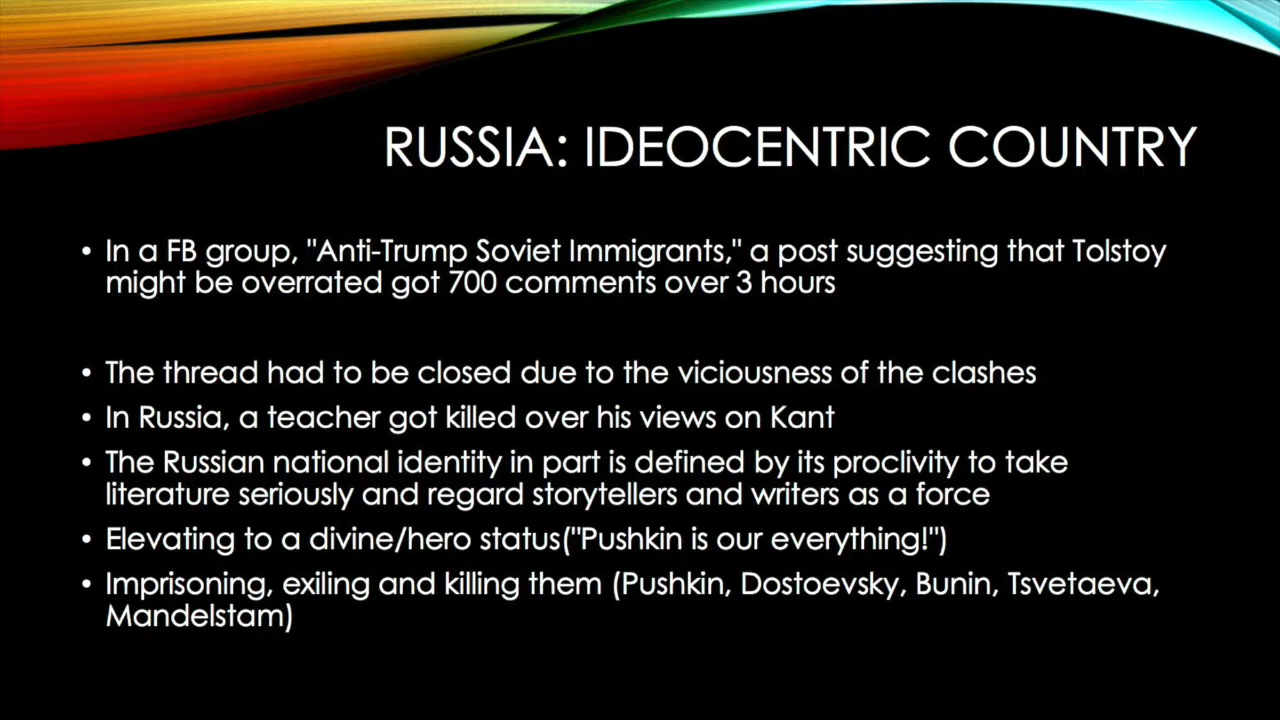 RUSSIA: IDEOCENTRIC COUNTRY
• In a FB group, "Anti-Trump Soviet Immigrants," a post suggesting that Tolstoy
might be overrated got 700 comments over 3 hours
• The thread had to be closed due to the viciousness of the clashes
• In Russia, a teacher got killed over his views on Kant
• The Russian national identity in part is defined by its proclivity to take
literature seriously and regard storytellers and writers as a force
• Elevating to a divine/hero status("Pushkin is our everything!")
• Imprisoning, exiling and killing them (Pushkin, Dostoevsky, Bunin, Tsvetaeva,
Mandelstam)